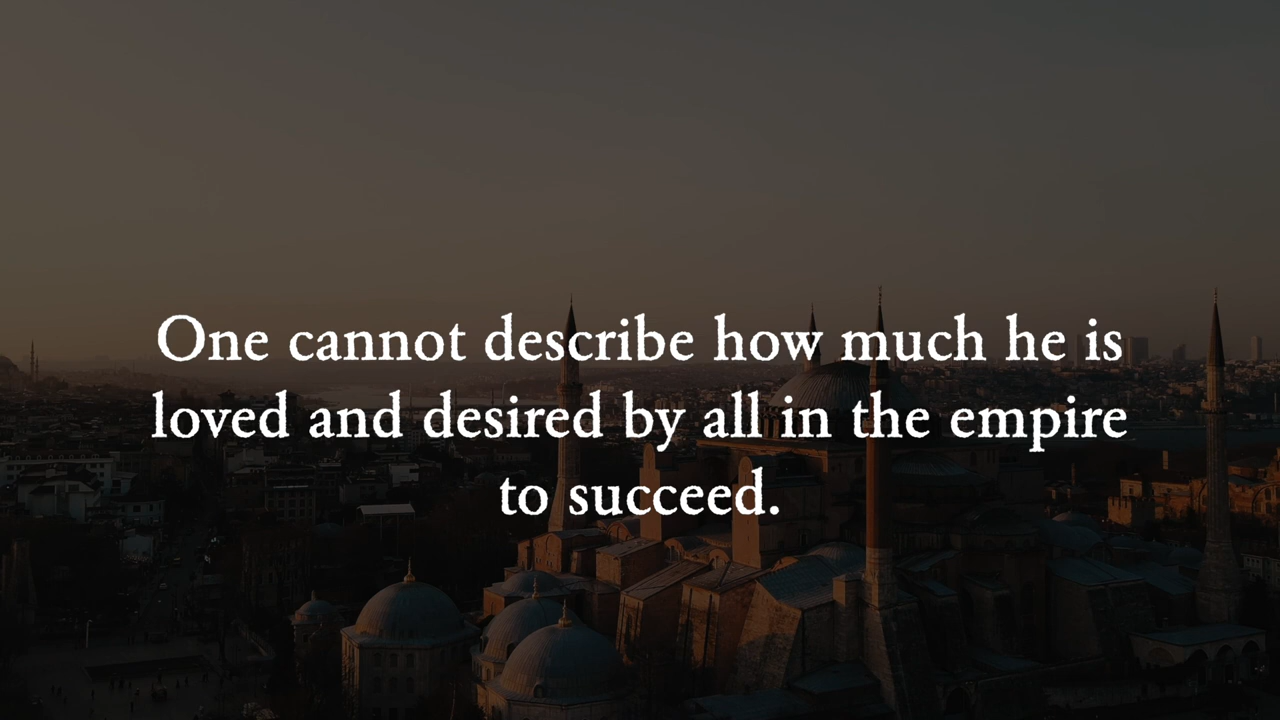 One cannot describe how much he is
loved and desired by all in the empire
to succeed.